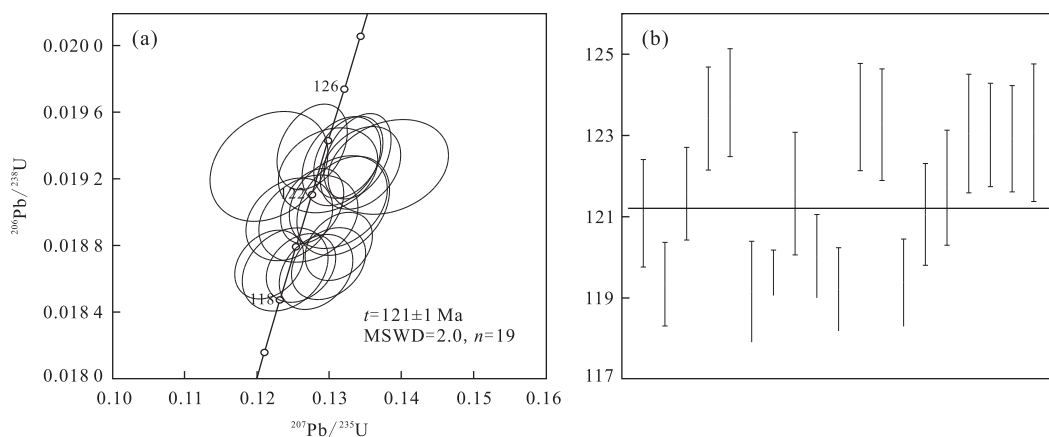 (a)
0.020 0
0.019 6
0.019 2
0.018 8
0.018 4
0.018 0
²⁰⁶Pb/²³⁸U
126
122
118
t=121±1 Ma
MSWD=2.0, n=19
0.10 0.11 0.12 0.13 0.14 0.15 0.16
²⁰⁷Pb/²³⁵U
126
(b)
125
123
121
119
117